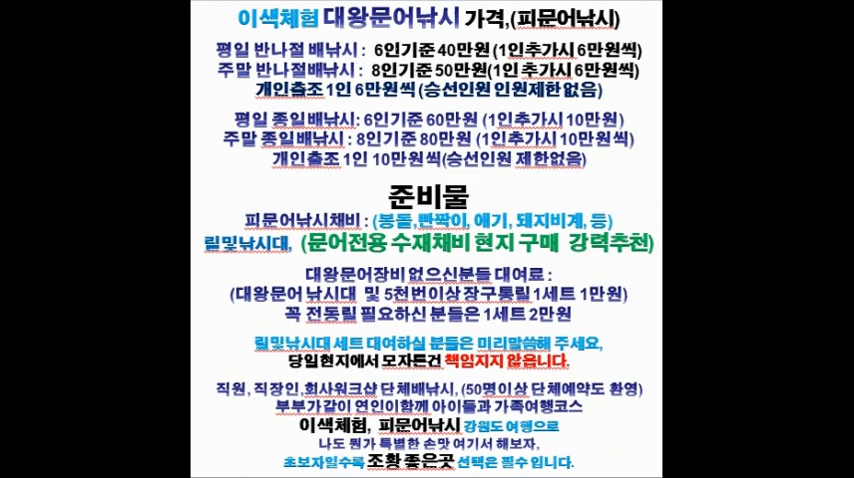 이색체험 대왕문어낚시 가격,(피문어낚시)
평일 반나절 배낚시 : 6인기준 40만원 (1인추가시 6만원씩)
주말 반나절배낚시 : 8인기준 50만원(1인 추가시 6만원씩)
개인출조 1인 6만원씩 (승선인원 인원제한 없음)
평일 종일배낚시: 6인기준 60만원 (1인추가시 10만원)
주말 종일배낚시 : 8인기준 80만원 (1인추가시 10만원씩)
개인출조 1인 10만원씩(승선인원 제한없음)
준비물
피문어낚시채비 : (봉돌,빤짝이, 애기, 돼지비계, 등)
릴및낚시대, (문어전용 수재채비 현지 구매 강력추천)
대왕문어장비 없으신분들 대여료 :
(대왕문어 낚시대 및 5천번이상장구통릴 1세트 1만원)
꼭 전동릴 필요하신 분들은 1세트 2만원
릴및낚시대 세트 대여하실 분들은 미리말씀해 주세요,
당일현지에서 모자튼건 책임지지 않읍니다.
직원, 직장인,회사워크샵 단체배낚시, (50명이상 단체예약도 환영)
부부가같이 연인이함께 아이들과 가족여행코스
이색체험, 피문어낚시 강원도 여행으로
나도 뭔가 특별한 손맛 여기서 해보자,
초보자일수록 조황 좋은곳 선택은 필수 입니다.